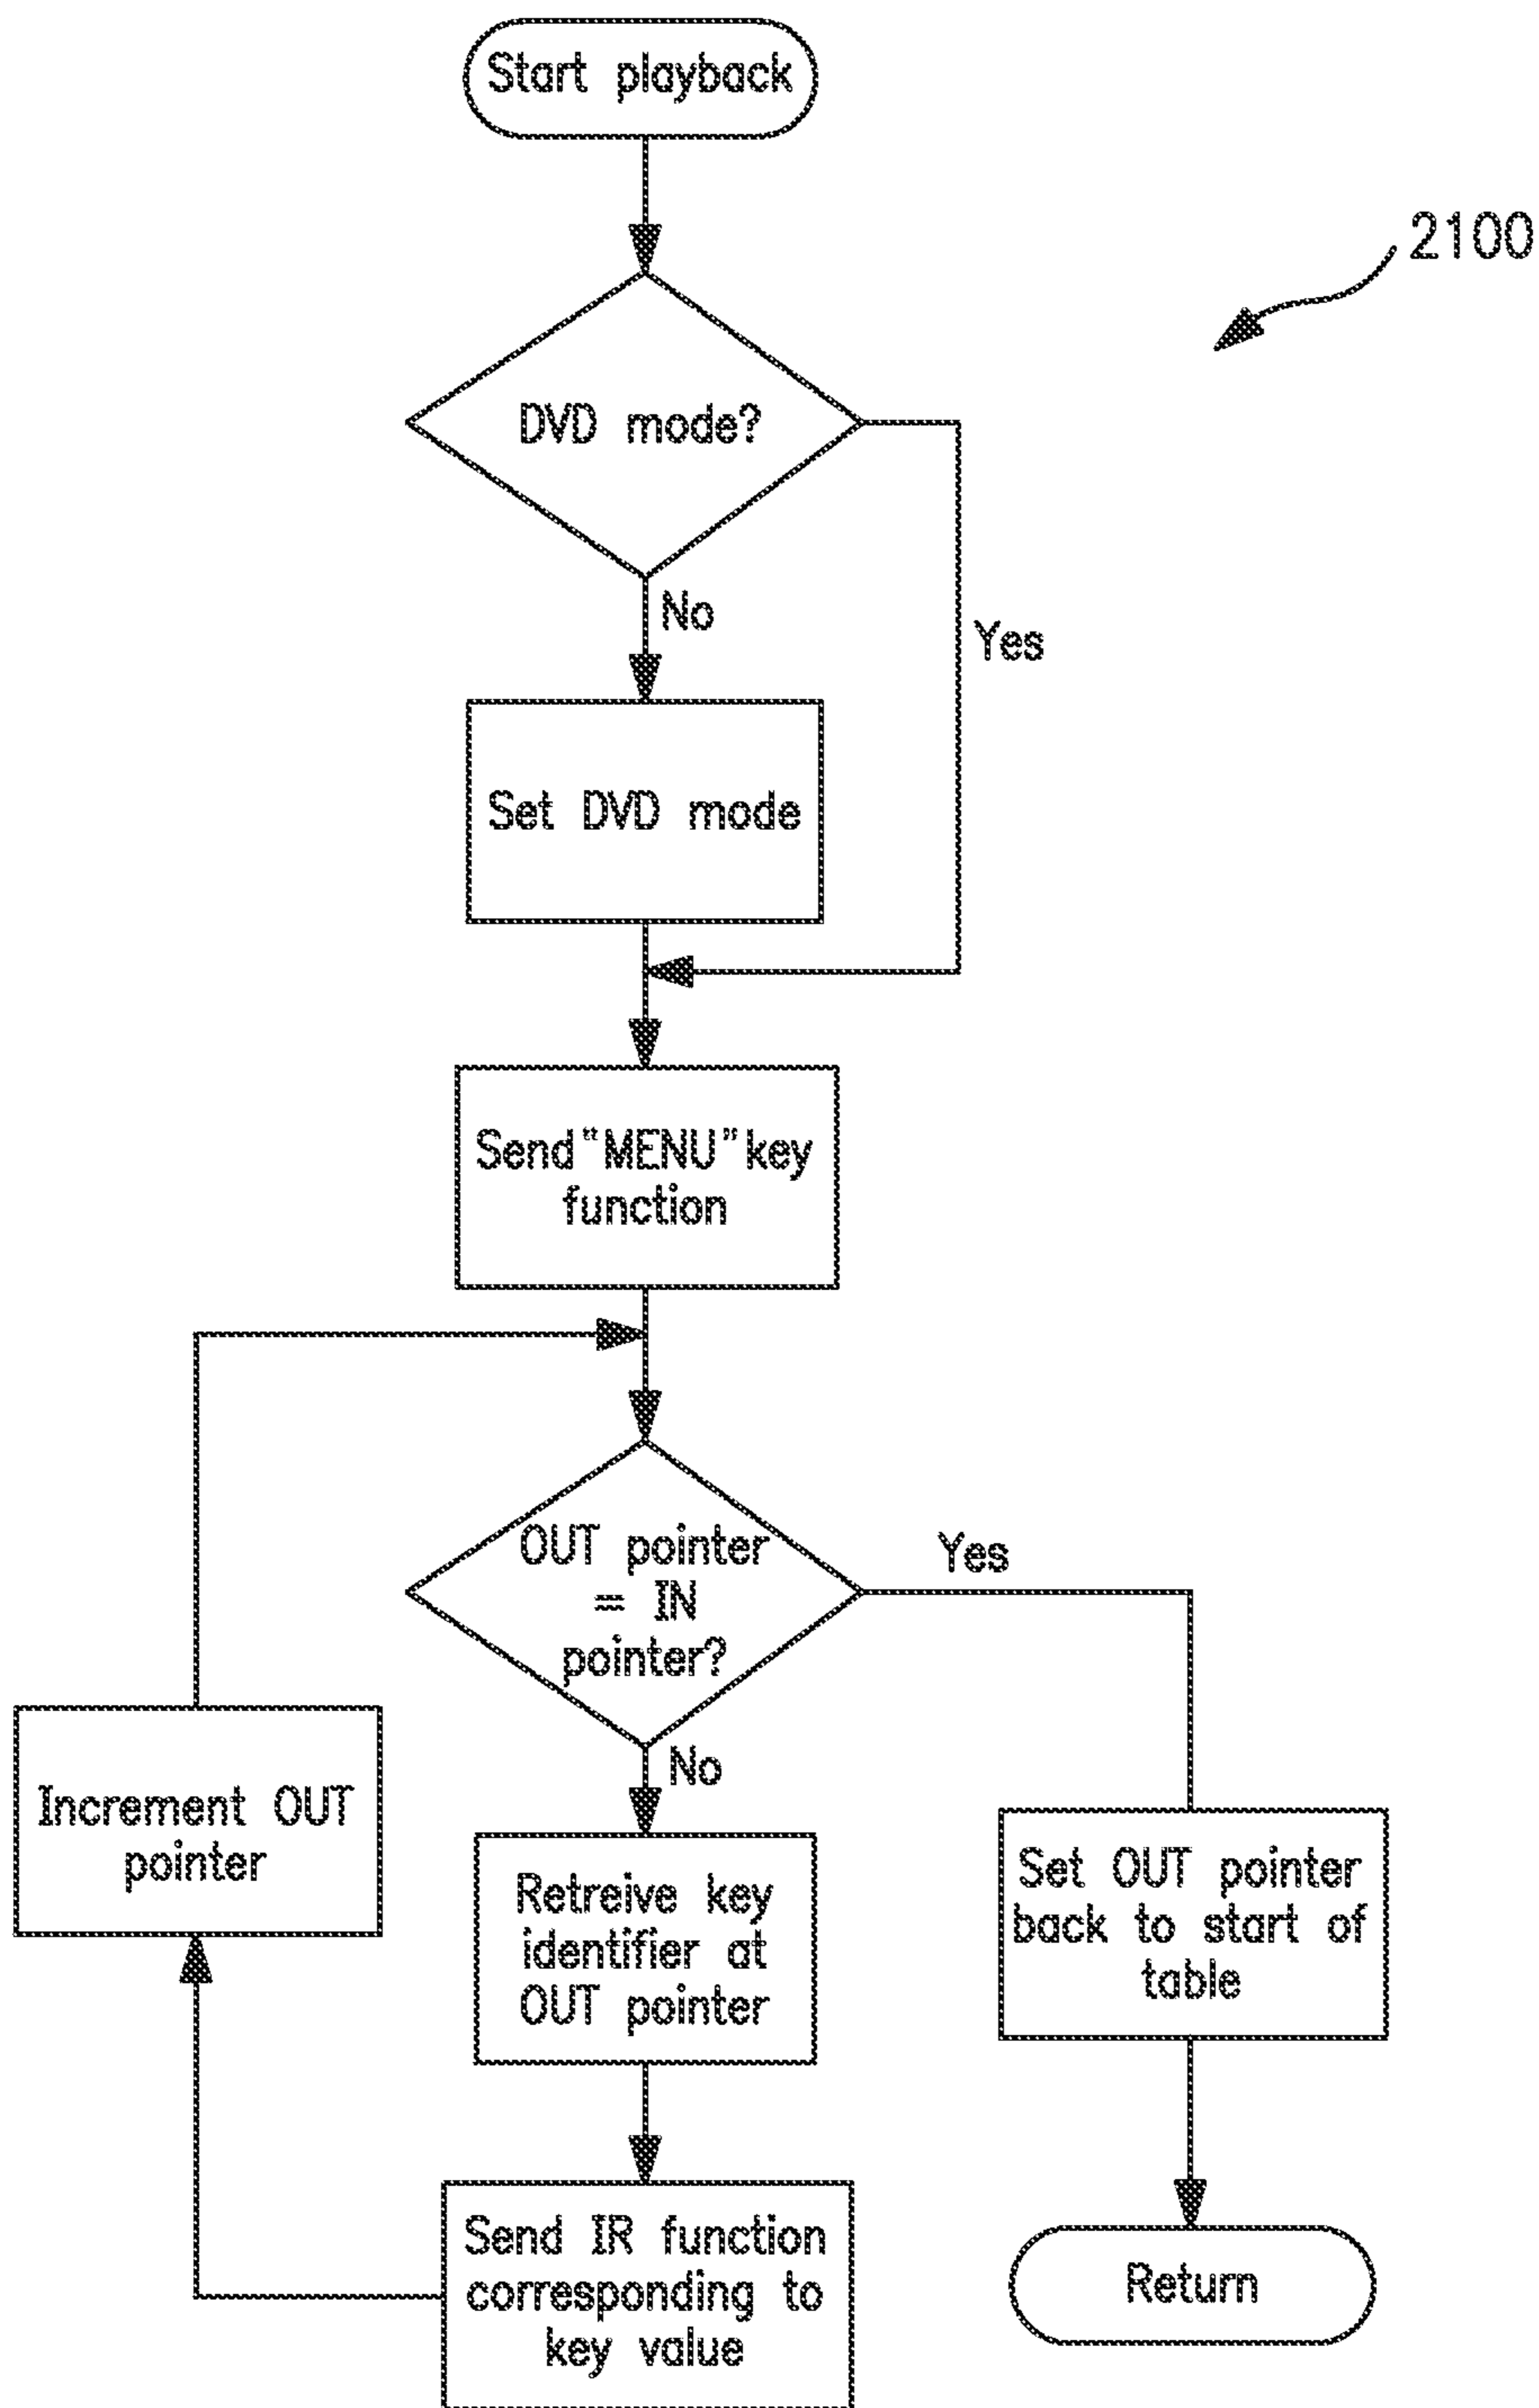 Start playback
2100
DVD mode?
No
Yes
Set DVD mode
Send "MENU" key
function
OUT pointer
= IN
pointer?
Yes
No
Increment OUT
pointer
Retreive key
identifier at
OUT pointer
Set OUT pointer
back to start of
table
Send IR function
corresponding to
key value
Return